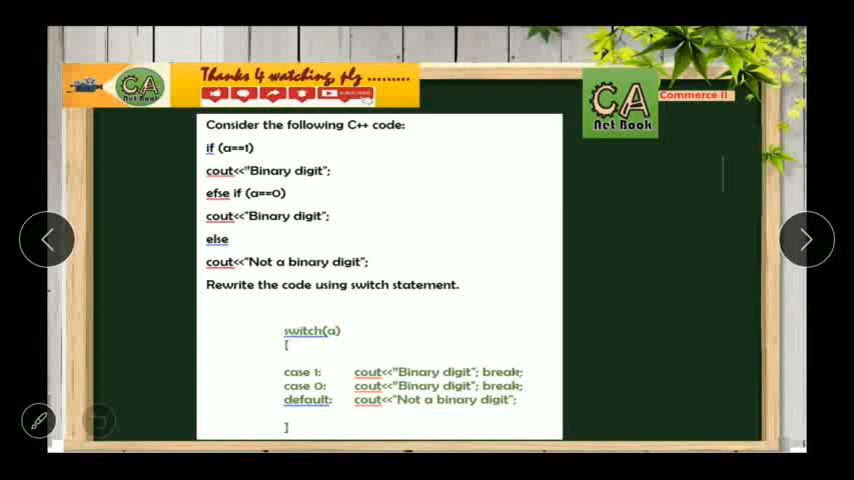 Thanks 4 watching, plz .........
SUBSCRIBE
CA
Net Book
CA
Net Book
Commerce II
Consider the following C++ code:
if (a==1)
cout<<"Binary digit";
efse if (a==0)
cout<<"Binary digit";
else
cout<<"Not a binary digit";
Rewrite the code using switch statement.
switch(a)
[
case 1: cout<<"Binary digit"; break;
case 0: cout<<"Binary digit"; break;
default: cout<<"Not a binary digit";
]